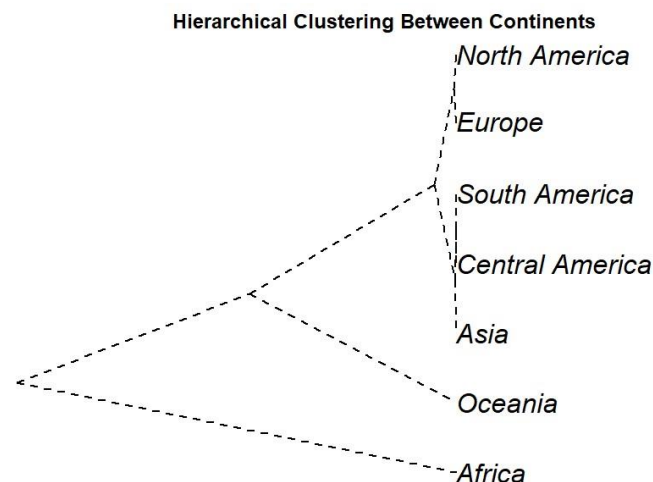 Hierarchical Clustering Between Continents
North America
Europe
South America
Central America
Asia
Oceania
Africa